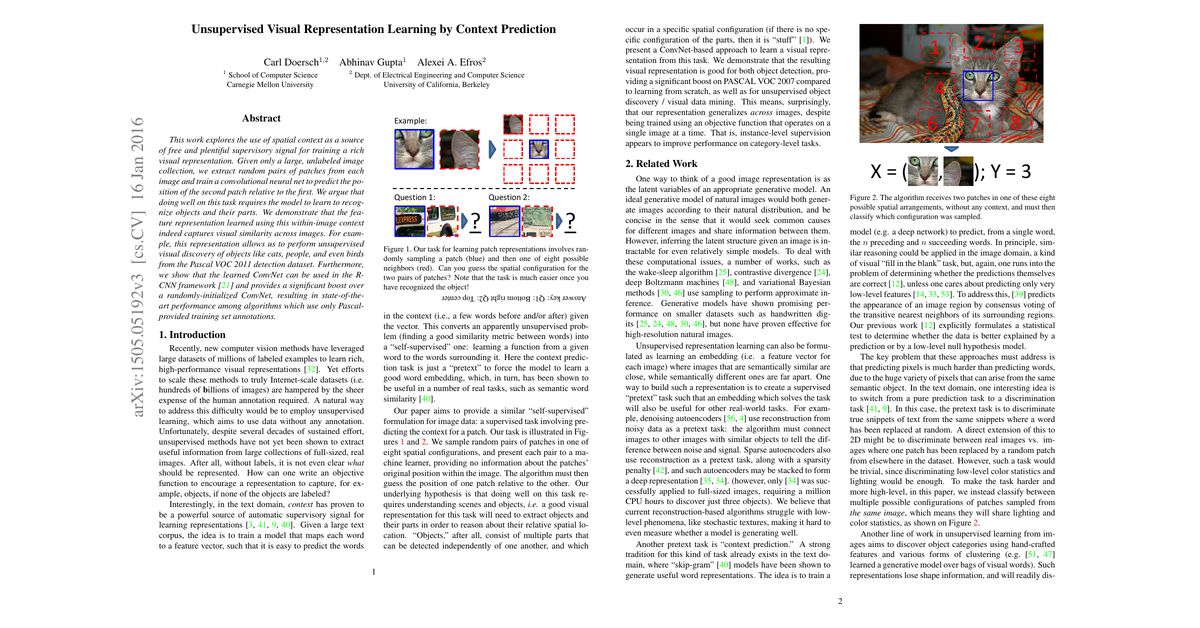 arXiv:1505.05192v3 [cs.CV] 16 Jan 2016
Unsupervised Visual Representation Learning by Context Prediction
Carl Doersch1,2 Abhinav Gupta1 Alexei A. Efros2
1 School of Computer Science 2 Dept. of Electrical Engineering and Computer Science
Carnegie Mellon University University of California, Berkeley
Abstract
This work explores the use of spatial context as a source
of free and plentiful supervisory signal for training a rich
visual representation. Given only a large, unlabeled image
collection, we extract random pairs of patches from each
image and train a convolutional neural net to predict the po-
sition of the second patch relative to the first. We argue that
doing well on this task requires the model to learn to rec-
ognize objects and their parts. We demonstrate that the fea-
ture representation learned using this within-image context
indeed captures visual similarity across images. For exam-
ple, this representation allows us to perform unsupervised
visual discovery of objects like cats, people, and even birds
from the Pascal VOC 2011 detection dataset. Furthermore,
we show that the learned ConvNet can be used in the R-
CNN framework [21] and provides a significant boost over
a randomly-initialized ConvNet, resulting in state-of-the-
art performance among algorithms which use only Pascal-
provided training set annotations.
1. Introduction
Recently, new computer vision methods have leveraged
large datasets of millions of labeled examples to learn rich,
high-performance visual representations [32]. Yet efforts
to scale these methods to truly Internet-scale datasets (i.e.
hundreds of billions of images) are hampered by the sheer
expense of the human annotation required. A natural way
to address this difficulty would be to employ unsupervised
learning, which aims to use data without any annotation.
Unfortunately, despite several decades of sustained effort,
unsupervised methods have not yet been shown to extract
useful information from large collections of full-sized, real
images. After all, without labels, it is not even clear what
should be represented. How can one write an objective
function to encourage a representation to capture, for ex-
ample, objects, if none of the objects are labeled?
Interestingly, in the text domain, context has proven to
be a powerful source of automatic supervisory signal for
learning representations [3, 41, 9, 40]. Given a large text
corpus, the idea is to train a model that maps each word
to a feature vector, such that it is easy to predict the words
Example:
Question 1: Question 2:
EXPRESS
? ?
Figure 1. Our task for learning patch representations involves ran-
domly sampling a patch (blue) and then one of eight possible
neighbors (red). Can you guess the spatial configuration for the
two pairs of patches? Note that the task is much easier once you
have recognized the object!
Answer key: Q1: Bottom right Q2: Top center
in the context (i.e., a few words before and/or after) given
the vector. This converts an apparently unsupervised prob-
lem (finding a good similarity metric between words) into
a "self-supervised" one: learning a function from a given
word to the words surrounding it. Here the context predic-
tion task is just a "pretext" to force the model to learn a
good word embedding, which, in turn, has been shown to
be useful in a number of real tasks, such as semantic word
similarity [40].
Our paper aims to provide a similar "self-supervised"
formulation for image data: a supervised task involving pre-
dicting the context for a patch. Our task is illustrated in Fig-
ures 1 and 2. We sample random pairs of patches in one of
eight spatial configurations, and present each pair to a ma-
chine learner, providing no information about the patches'
original position within the image. The algorithm must then
guess the position of one patch relative to the other. Our
underlying hypothesis is that doing well on this task re-
quires understanding scenes and objects, i.e. a good visual
representation for this task will need to extract objects and
their parts in order to reason about their relative spatial lo-
cation. "Objects," after all, consist of multiple parts that
can be detected independently of one another, and which
1
occur in a specific spatial configuration (if there is no spe-
cific configuration of the parts, then it is "stuff" [1]). We
present a ConvNet-based approach to learn a visual repre-
sentation from this task. We demonstrate that the resulting
visual representation is good for both object detection, pro-
viding a significant boost on PASCAL VOC 2007 compared
to learning from scratch, as well as for unsupervised object
discovery / visual data mining. This means, surprisingly,
that our representation generalizes across images, despite
being trained using an objective function that operates on a
single image at a time. That is, instance-level supervision
appears to improve performance on category-level tasks.
2. Related Work
One way to think of a good image representation is as
the latent variables of an appropriate generative model. An
ideal generative model of natural images would both gener-
ate images according to their natural distribution, and be
concise in the sense that it would seek common causes
for different images and share information between them.
However, inferring the latent structure given an image is in-
tractable for even relatively simple models. To deal with
these computational issues, a number of works, such as
the wake-sleep algorithm [25], contrastive divergence [24],
deep Boltzmann machines [48], and variational Bayesian
methods [30, 46] use sampling to perform approximate in-
ference. Generative models have shown promising per-
formance on smaller datasets such as handwritten dig-
its [25, 24, 48, 30, 46], but none have proven effective for
high-resolution natural images.
Unsupervised representation learning can also be formu-
lated as learning an embedding (i.e. a feature vector for
each image) where images that are semantically similar are
close, while semantically different ones are far apart. One
way to build such a representation is to create a supervised
"pretext" task such that an embedding which solves the task
will also be useful for other real-world tasks. For exam-
ple, denoising autoencoders [56, 4] use reconstruction from
noisy data as a pretext task: the algorithm must connect
images to other images with similar objects to tell the dif-
ference between noise and signal. Sparse autoencoders also
use reconstruction as a pretext task, along with a sparsity
penalty [42], and such autoencoders may be stacked to form
a deep representation [35, 34]. (however, only [34] was suc-
cessfully applied to full-sized images, requiring a million
CPU hours to discover just three objects). We believe that
current reconstruction-based algorithms struggle with low-
level phenomena, like stochastic textures, making it hard to
even measure whether a model is generating well.
Another pretext task is "context prediction." A strong
tradition for this kind of task already exists in the text do-
main, where "skip-gram" [40] models have been shown to
generate useful word representations. The idea is to train a
1 2 3
4 5
6 7 8
X = ( , ); Y = 3
Figure 2. The algorithm receives two patches in one of these eight
possible spatial arrangements, without any context, and must then
classify which configuration was sampled.
model (e.g. a deep network) to predict, from a single word,
the n preceding and n succeeding words. In principle, sim-
ilar reasoning could be applied in the image domain, a kind
of visual "fill in the blank" task, but, again, one runs into the
problem of determining whether the predictions themselves
are correct [12], unless one cares about predicting only very
low-level features [14, 33, 53]. To address this, [39] predicts
the appearance of an image region by consensus voting of
the transitive nearest neighbors of its surrounding regions.
Our previous work [12] explicitly formulates a statistical
test to determine whether the data is better explained by a
prediction or by a low-level null hypothesis model.
The key problem that these approaches must address is
that predicting pixels is much harder than predicting words,
due to the huge variety of pixels that can arise from the same
semantic object. In the text domain, one interesting idea is
to switch from a pure prediction task to a discrimination
task [41, 9]. In this case, the pretext task is to discriminate
true snippets of text from the same snippets where a word
has been replaced at random. A direct extension of this to
2D might be to discriminate between real images vs. im-
ages where one patch has been replaced by a random patch
from elsewhere in the dataset. However, such a task would
be trivial, since discriminating low-level color statistics and
lighting would be enough. To make the task harder and
more high-level, in this paper, we instead classify between
multiple possible configurations of patches sampled from
the same image, which means they will share lighting and
color statistics, as shown on Figure 2.
Another line of work in unsupervised learning from im-
ages aims to discover object categories using hand-crafted
features and various forms of clustering (e.g. [51, 47]
learned a generative model over bags of visual words). Such
representations lose shape information, and will readily dis-
2